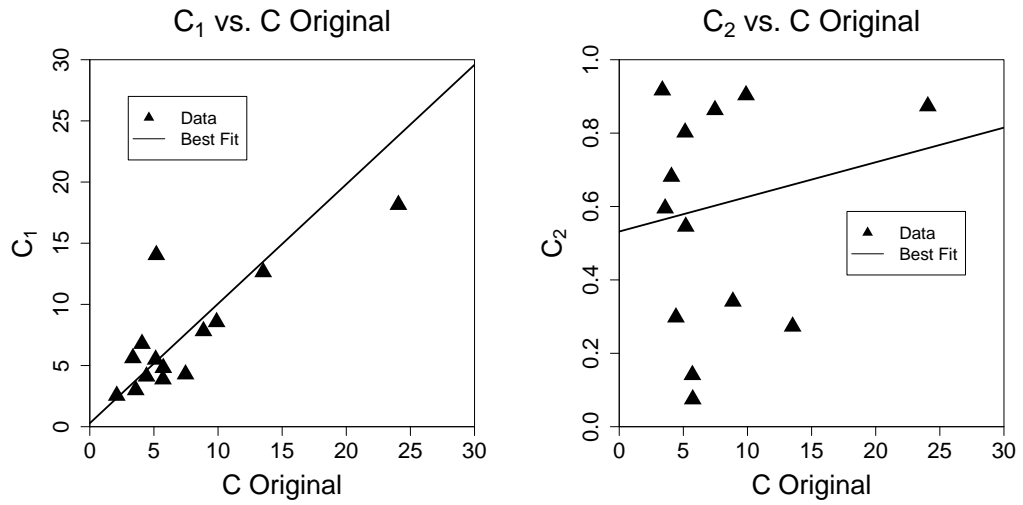 C₁ vs. C Original
C₁
30
25
20
15
10
5
0
Data
Best Fit
0 5 10 15 20 25 30
C Original
C₂ vs. C Original
C₂
1.0
0.8
0.6
0.4
0.2
0.0
Data
Best Fit
0 5 10 15 20 25 30
C Original